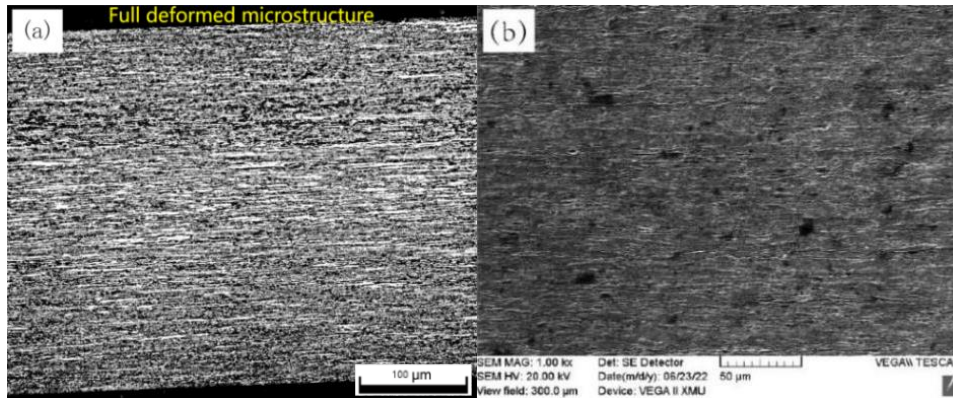 Full deformed microstructure
(a)
(b)
100 µm
SEM MAG: 1.00 kx Det: SE Detector VEGA\\ TESCA
SEM HV: 20.00 kV Date(m/d/y): 06/23/22 50 µm
View field: 300.0 µm Device: VEGA II XMU